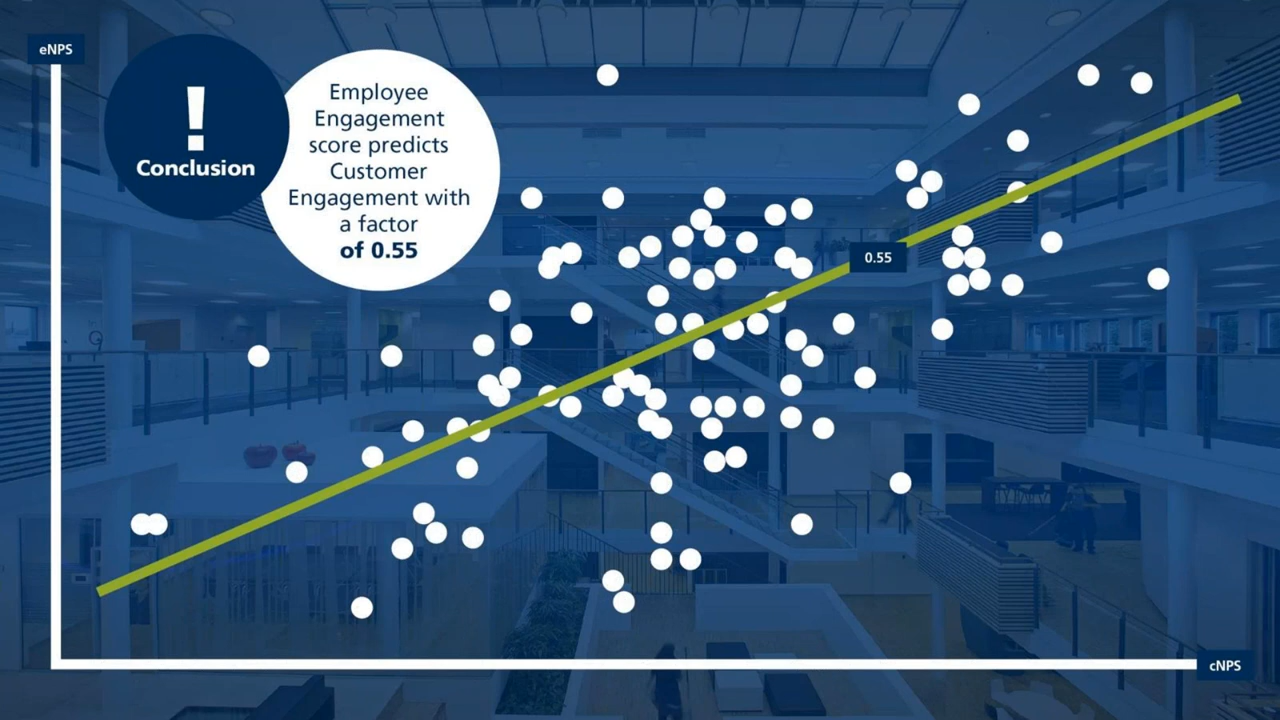 eNPS
!
Conclusion
Employee
Engagement
score predicts
Customer
Engagement with
a factor
of 0.55
0.55
cNPS